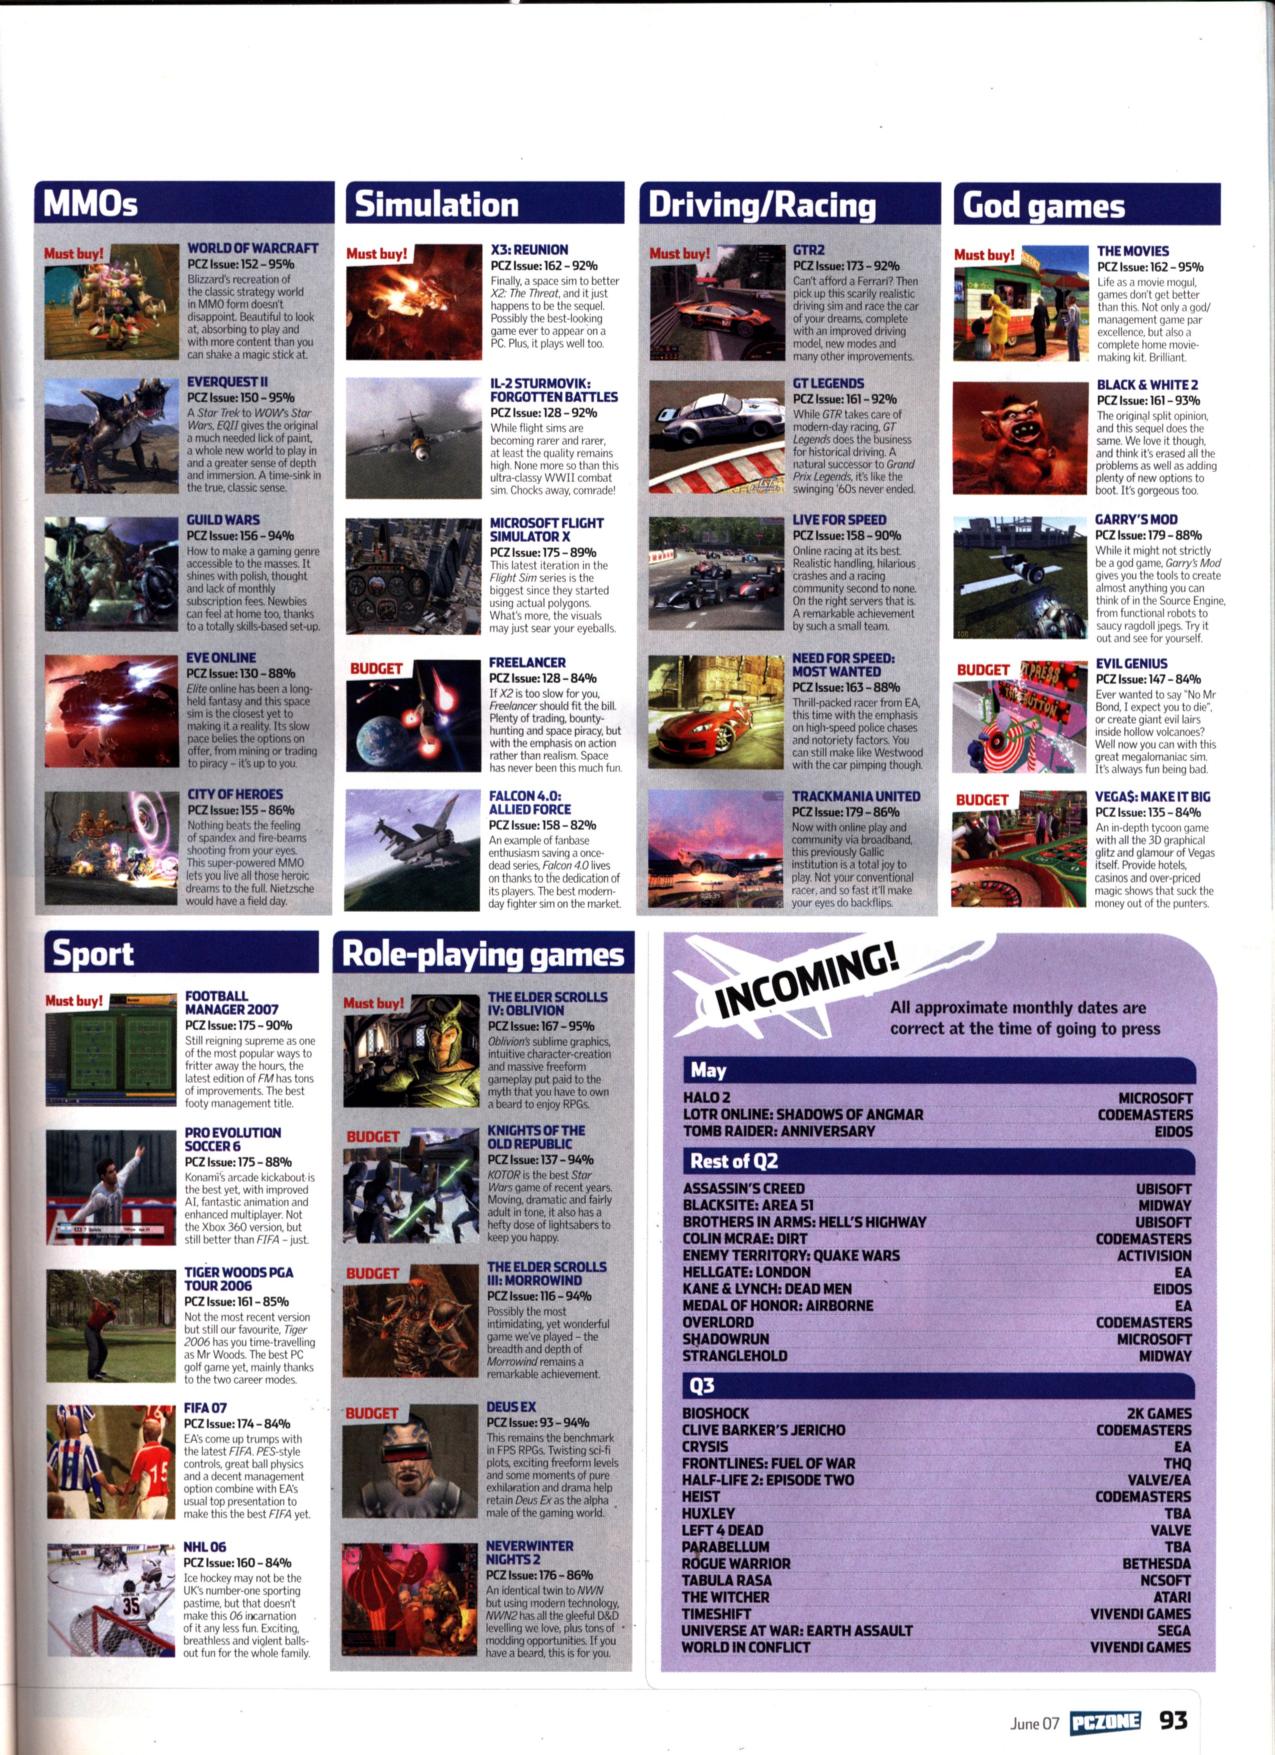 MMOs
Must buy!
WORLD OF WARCRAFT
PCZ Issue: 152 – 95%
Blizzard's recreation of
the classic strategy world
in MMO form doesn't
disappoint. Beautiful to look
at, absorbing to play and
with more content than you
can shake a magic stick at.
EVERQUEST II
PCZ Issue: 150 – 95%
A Star Trek to WOW's Star
Wars, EQII gives the original
a much needed lick of paint,
a whole new world to play in
and a greater sense of depth
and immersion. A time-sink in
the true, classic sense.
GUILD WARS
PCZ Issue: 156 – 94%
How to make a gaming genre
accessible to the masses. It
shines with polish, thought
and lack of monthly
subscription fees. Newbies
can feel at home too, thanks
to a totally skills-based set-up.
EVE ONLINE
PCZ Issue: 130 – 88%
Elite online has been a long-
held fantasy and this space
sim is the closest yet to
making it a reality. Its slow
pace belies the options on
offer, from mining or trading
to piracy – it's up to you.
CITY OF HEROES
PCZ Issue: 155 – 86%
Nothing beats the feeling
of spandex and fire-beams
shooting from your eyes.
This super-powered MMO
lets you live all those heroic
dreams to the full. Nietzsche
would have a field day.
Simulation
Must buy!
X3: REUNION
PCZ Issue: 162 – 92%
Finally, a space sim to better
X2: The Threat, and it just
happens to be the sequel.
Possibly the best-looking
game ever to appear on a
PC. Plus, it plays well too.
IL-2 STURMOVIK:
FORGOTTEN BATTLES
PCZ Issue: 128 – 92%
While flight sims are
becoming rarer and rarer,
at least the quality remains
high. None more so than this
ultra-classy WWII combat
sim. Chocks away, comrade!
MICROSOFT FLIGHT
SIMULATOR X
PCZ Issue: 175 – 89%
This latest iteration in the
Flight Sim series is the
biggest since they started
using actual polygons.
What's more, the visuals
may just sear your eyeballs.
BUDGET
FREELANCER
PCZ Issue: 128 – 84%
If X2 is too slow for you,
Freelancer should fit the bill.
Plenty of trading, bounty-
hunting and space piracy, but
with the emphasis on action
rather than realism. Space
has never been this much fun.
FALCON 4.0:
ALLIED FORCE
PCZ Issue: 158 – 82%
An example of fanbase
enthusiasm saving a once-
dead series, Falcon 4.0 lives
on thanks to the dedication of
its players. The best modern-
day fighter sim on the market.
Driving/Racing
Must buy!
GTR2
PCZ Issue: 173 – 92%
Can't afford a Ferrari? Then
pick up this scarily realistic
driving sim and race the car
of your dreams, complete
with an improved driving
model, new modes and
many other improvements.
GT LEGENDS
PCZ Issue: 161 – 92%
While GTR takes care of
modern-day racing, GT
Legends does the business
for historical driving. A
natural successor to Grand
Prix Legends, it's like the
swinging '60s never ended.
LIVE FOR SPEED
PCZ Issue: 158 – 90%
Online racing at its best.
Realistic handling, hilarious
crashes and a racing
community second to none.
On the right servers that is.
A remarkable achievement
by such a small team.
NEED FOR SPEED:
MOST WANTED
PCZ Issue: 163 – 88%
Thrill-packed racer from EA,
this time with the emphasis
on high-speed police chases
and notoriety factors. You
can still make like Westwood
with the car pimping though.
TRACKMANIA UNITED
PCZ Issue: 179 – 86%
Now with online play and
community via broadband,
this previously Gallic
institution is a total joy to
play. Not your conventional
racer, and so fast it'll make
your eyes do backflips.
God games
Must buy!
THE MOVIES
PCZ Issue: 162 – 95%
Life as a movie mogul,
games don't get better
than this. Not only a god/
management game par
excellence, but also a
complete home movie-
making kit. Brilliant.
BLACK & WHITE 2
PCZ Issue: 161 – 93%
The original split opinion,
and this sequel does the
same. We love it though,
and think it's erased all the
problems as well as adding
plenty of new options to
boot. It's gorgeous too.
GARRY'S MOD
PCZ Issue: 179 – 88%
While it might not strictly
be a god game, Garry's Mod
gives you the tools to create
almost anything you can
think of in the Source Engine,
from functional robots to
saucy ragdoll jpegs. Try it
out and see for yourself.
BUDGET
EVIL GENIUS
PCZ Issue: 147 – 84%
Ever wanted to say "No Mr
Bond, I expect you to die",
or create giant evil lairs
inside hollow volcanoes?
Well now you can with this
great megalomaniac sim.
It's always fun being bad.
BUDGET
VEGA$: MAKE IT BIG
PCZ Issue: 135 – 84%
An in-depth tycoon game
with all the 3D graphical
glitz and glamour of Vegas
itself. Provide hotels,
casinos and over-priced
magic shows that suck the
money out of the punters.
Sport
Must buy!
FOOTBALL
MANAGER 2007
PCZ Issue: 175 – 90%
Still reigning supreme as one
of the most popular ways to
fritter away the hours, the
latest edition of FM has tons
of improvements. The best
footy management title.
PRO EVOLUTION
SOCCER 6
PCZ Issue: 175 – 88%
Konami's arcade kickabout is
the best yet, with improved
AI, fantastic animation and
enhanced multiplayer. Not
the Xbox 360 version, but
still better than FIFA – just.
TIGER WOODS PGA
TOUR 2006
PCZ Issue: 161 – 85%
Not the most recent version
but still our favourite, Tiger
2006 has you time-travelling
as Mr Woods. The best PC
golf game yet, mainly thanks
to the two career modes.
FIFA 07
PCZ Issue: 174 – 84%
EA's come up trumps with
the latest FIFA. PES-style
controls, great ball physics
and a decent management
option combine with EA's
usual top presentation to
make this the best FIFA yet.
15
NHL 06
PCZ Issue: 160 – 84%
Ice hockey may not be the
UK's number-one sporting
pastime, but that doesn't
make this 06 incarnation
of it any less fun. Exciting,
breathless and violent balls-
out fun for the whole family.
35
Role-playing games
Must buy!
THE ELDER SCROLLS
IV: OBLIVION
PCZ Issue: 167 – 95%
Oblivion's sublime graphics,
intuitive character-creation
and massive freeform
gameplay put paid to the
myth that you have to own
a beard to enjoy RPGs.
BUDGET
KNIGHTS OF THE
OLD REPUBLIC
PCZ Issue: 137 – 94%
KOTOR is the best Star
Wars game of recent years.
Moving, dramatic and fairly
adult in tone, it also has a
hefty dose of lightsabers to
keep you happy.
BUDGET
THE ELDER SCROLLS
III: MORROWIND
PCZ Issue: 116 – 94%
Possibly the most
intimidating, yet wonderful
game we've played – the
breadth and depth of
Morrowind remains a
remarkable achievement.
BUDGET
DEUS EX
PCZ Issue: 93 – 94%
This remains the benchmark
in FPS RPGs. Twisting sci-fi
plots, exciting freeform levels
and some moments of pure
exhilaration and drama help
retain Deus Ex as the alpha
male of the gaming world.
NEVERWINTER
NIGHTS 2
PCZ Issue: 176 – 86%
An identical twin to NWN
but using modern technology,
NWN2 has all the gleeful D&D
levelling we love, plus tons of
modding opportunities. If you
have a beard, this is for you.
INCOMING!
All approximate monthly dates are
correct at the time of going to press
May
HALO 2 MICROSOFT
LOTR ONLINE: SHADOWS OF ANGMAR CODEMASTERS
TOMB RAIDER: ANNIVERSARY EIDOS
Rest of Q2
ASSASSIN'S CREED UBISOFT
BLACKSITE: AREA 51 MIDWAY
BROTHERS IN ARMS: HELL'S HIGHWAY UBISOFT
COLIN MCRAE: DIRT CODEMASTERS
ENEMY TERRITORY: QUAKE WARS ACTIVISION
HELLGATE: LONDON EA
KANE & LYNCH: DEAD MEN EIDOS
MEDAL OF HONOR: AIRBORNE EA
OVERLORD CODEMASTERS
SHADOWRUN MICROSOFT
STRANGLEHOLD MIDWAY
Q3
BIOSHOCK 2K GAMES
CLIVE BARKER'S JERICHO CODEMASTERS
CRYSIS EA
FRONTLINES: FUEL OF WAR THQ
HALF-LIFE 2: EPISODE TWO VALVE/EA
HEIST CODEMASTERS
HUXLEY TBA
LEFT 4 DEAD VALVE
PARABELLUM TBA
ROGUE WARRIOR BETHESDA
TABULA RASA NCSOFT
THE WITCHER ATARI
TIMESHIFT VIVENDI GAMES
UNIVERSE AT WAR: EARTH ASSAULT SEGA
WORLD IN CONFLICT VIVENDI GAMES
June 07 PCZONE 93